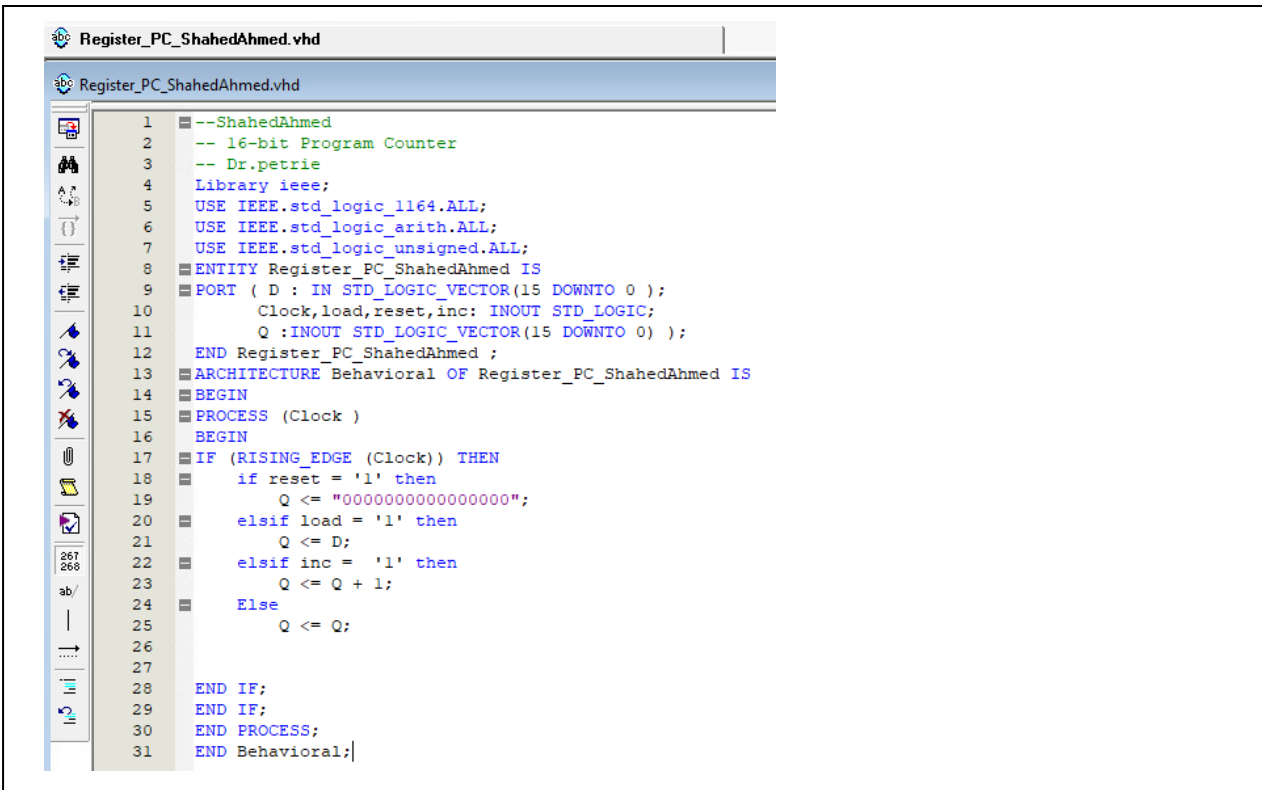 Register_PC_ShahedAhmed.vhd
Register_PC_ShahedAhmed.vhd
1 --ShahedAhmed
2 -- 16-bit Program Counter
3 -- Dr.petrie
4 Library ieee;
5 USE IEEE.std_logic_1164.ALL;
6 USE IEEE.std_logic_arith.ALL;
7 USE IEEE.std_logic_unsigned.ALL;
8 ENTITY Register_PC_ShahedAhmed IS
9 PORT ( D : IN STD_LOGIC_VECTOR(15 DOWNTO 0 );
10 Clock,load,reset,inc: INOUT STD_LOGIC;
11 Q :INOUT STD_LOGIC_VECTOR(15 DOWNTO 0) );
12 END Register_PC_ShahedAhmed ;
13 ARCHITECTURE Behavioral OF Register_PC_ShahedAhmed IS
14 BEGIN
15 PROCESS (Clock )
16 BEGIN
17 IF (RISING_EDGE (Clock)) THEN
18 if reset = '1' then
19 Q <= "0000000000000000";
20 elsif load = '1' then
21 Q <= D;
22 elsif inc =  '1' then
23 Q <= Q + 1;
24 Else
25 Q <= Q;
26
27
28 END IF;
29 END IF;
30 END PROCESS;
31 END Behavioral;
267
268
ab/